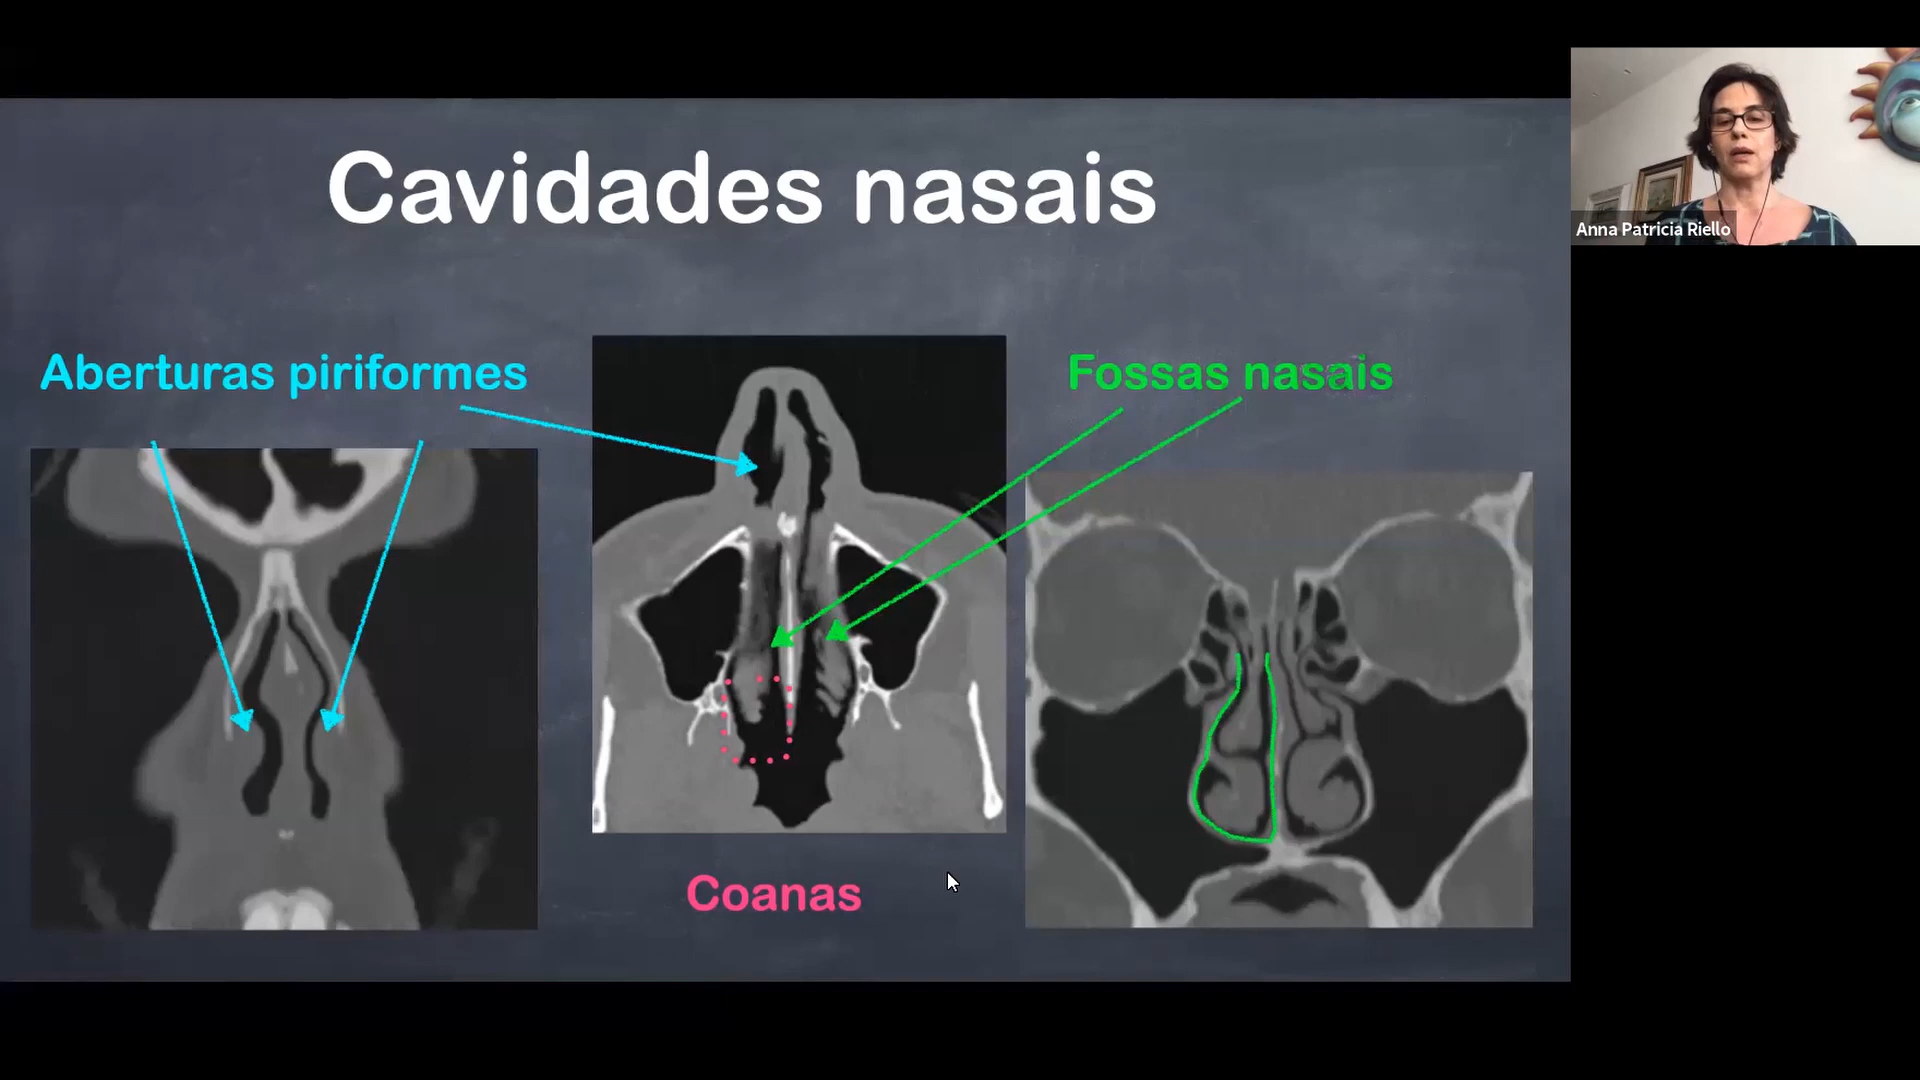 Cavidades nasais
Anna Patricia Riello
Aberturas piriformes
Fossas nasais
Coanas